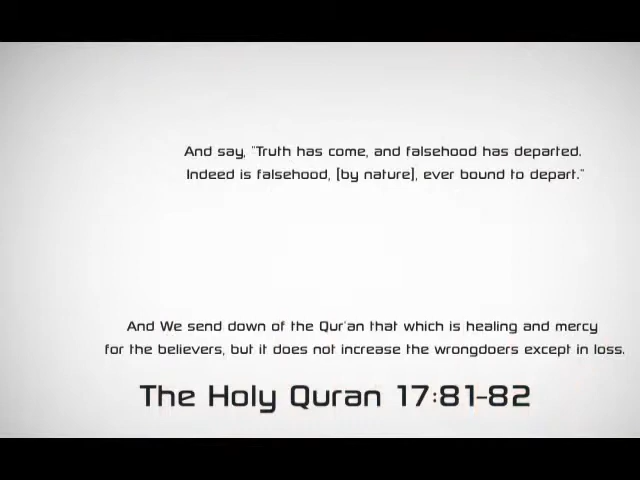 And say, "Truth has come, and falsehood has departed.
Indeed is falsehood, [by nature], ever bound to depart."
And We send down of the Qur'an that which is healing and mercy
for the believers, but it does not increase the wrongdoers except in loss.
The Holy Quran 17:81-82